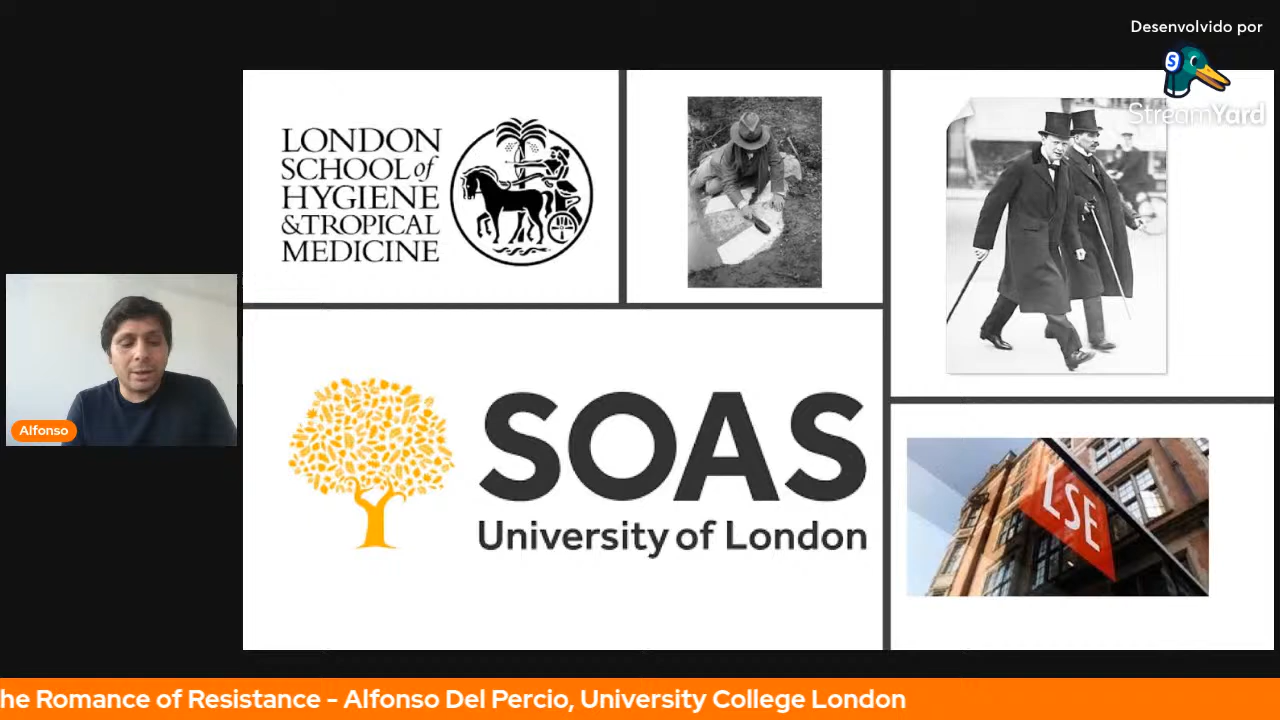 Desenvolvido por
StreamYard
LONDON
SCHOOL of
HYGIENE
&TROPICAL
MEDICINE
SOAS
University of London
LSE
Alfonso
he Romance of Resistance - Alfonso Del Percio, University College London